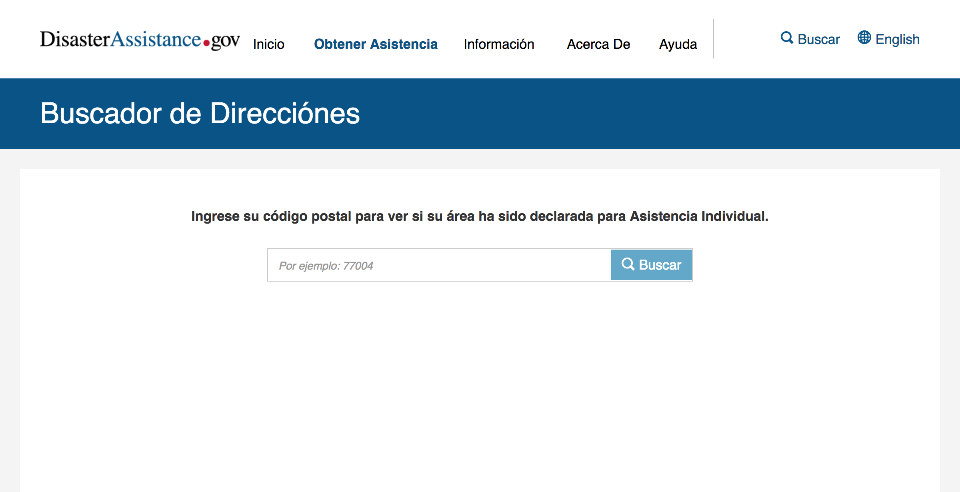 DisasterAssistance.gov Inicio Obtener Asistencia Información Acerca De Ayuda Buscar English
Buscador de Direcciónes
Ingrese su código postal para ver si su área ha sido declarada para Asistencia Individual.
Por ejemplo: 77004 Buscar